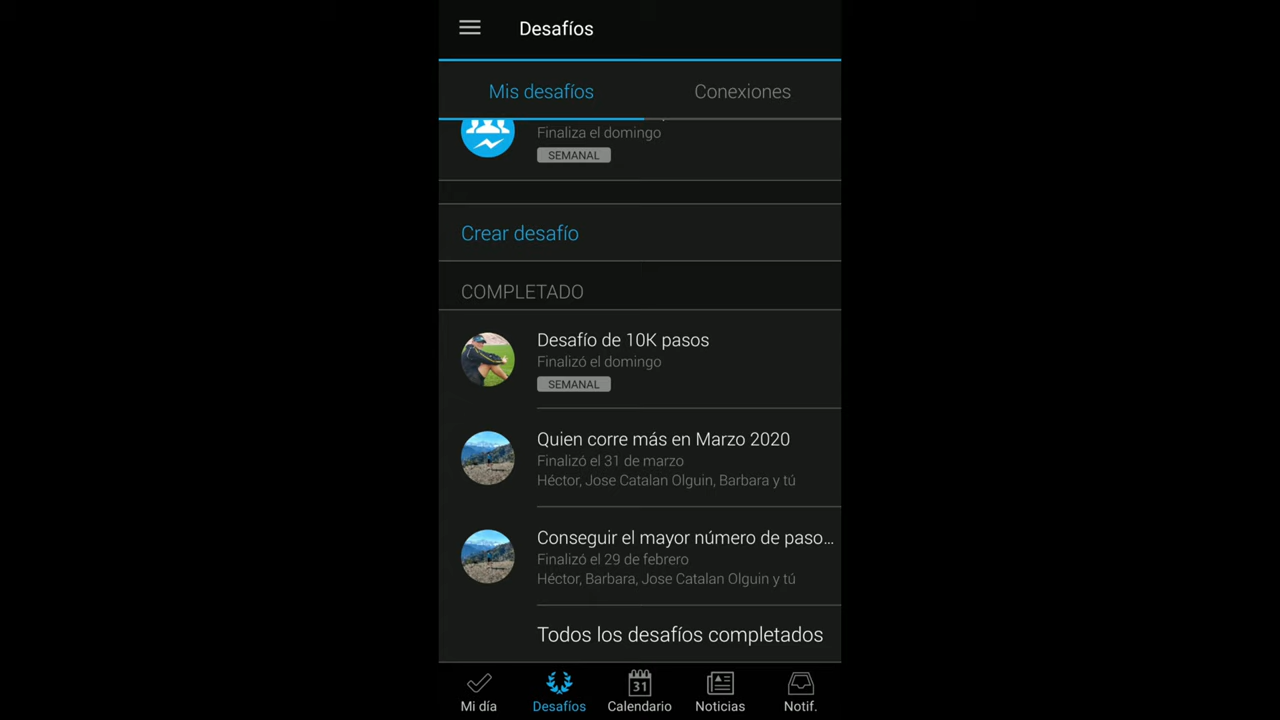 Desafíos
Mis desafíos
Conexiones
Finaliza el domingo
SEMANAL
Crear desafío
COMPLETADO
Desafío de 10K pasos
Finalizó el domingo
SEMANAL
Quien corre más en Marzo 2020
Finalizó el 31 de marzo
Héctor, Jose Catalan Olguin, Barbara y tú
Conseguir el mayor número de paso...
Finalizó el 29 de febrero
Héctor, Barbara, Jose Catalan Olguin y tú
Todos los desafíos completados
31
Mi día
Desafíos
Calendario
Noticias
Notif.